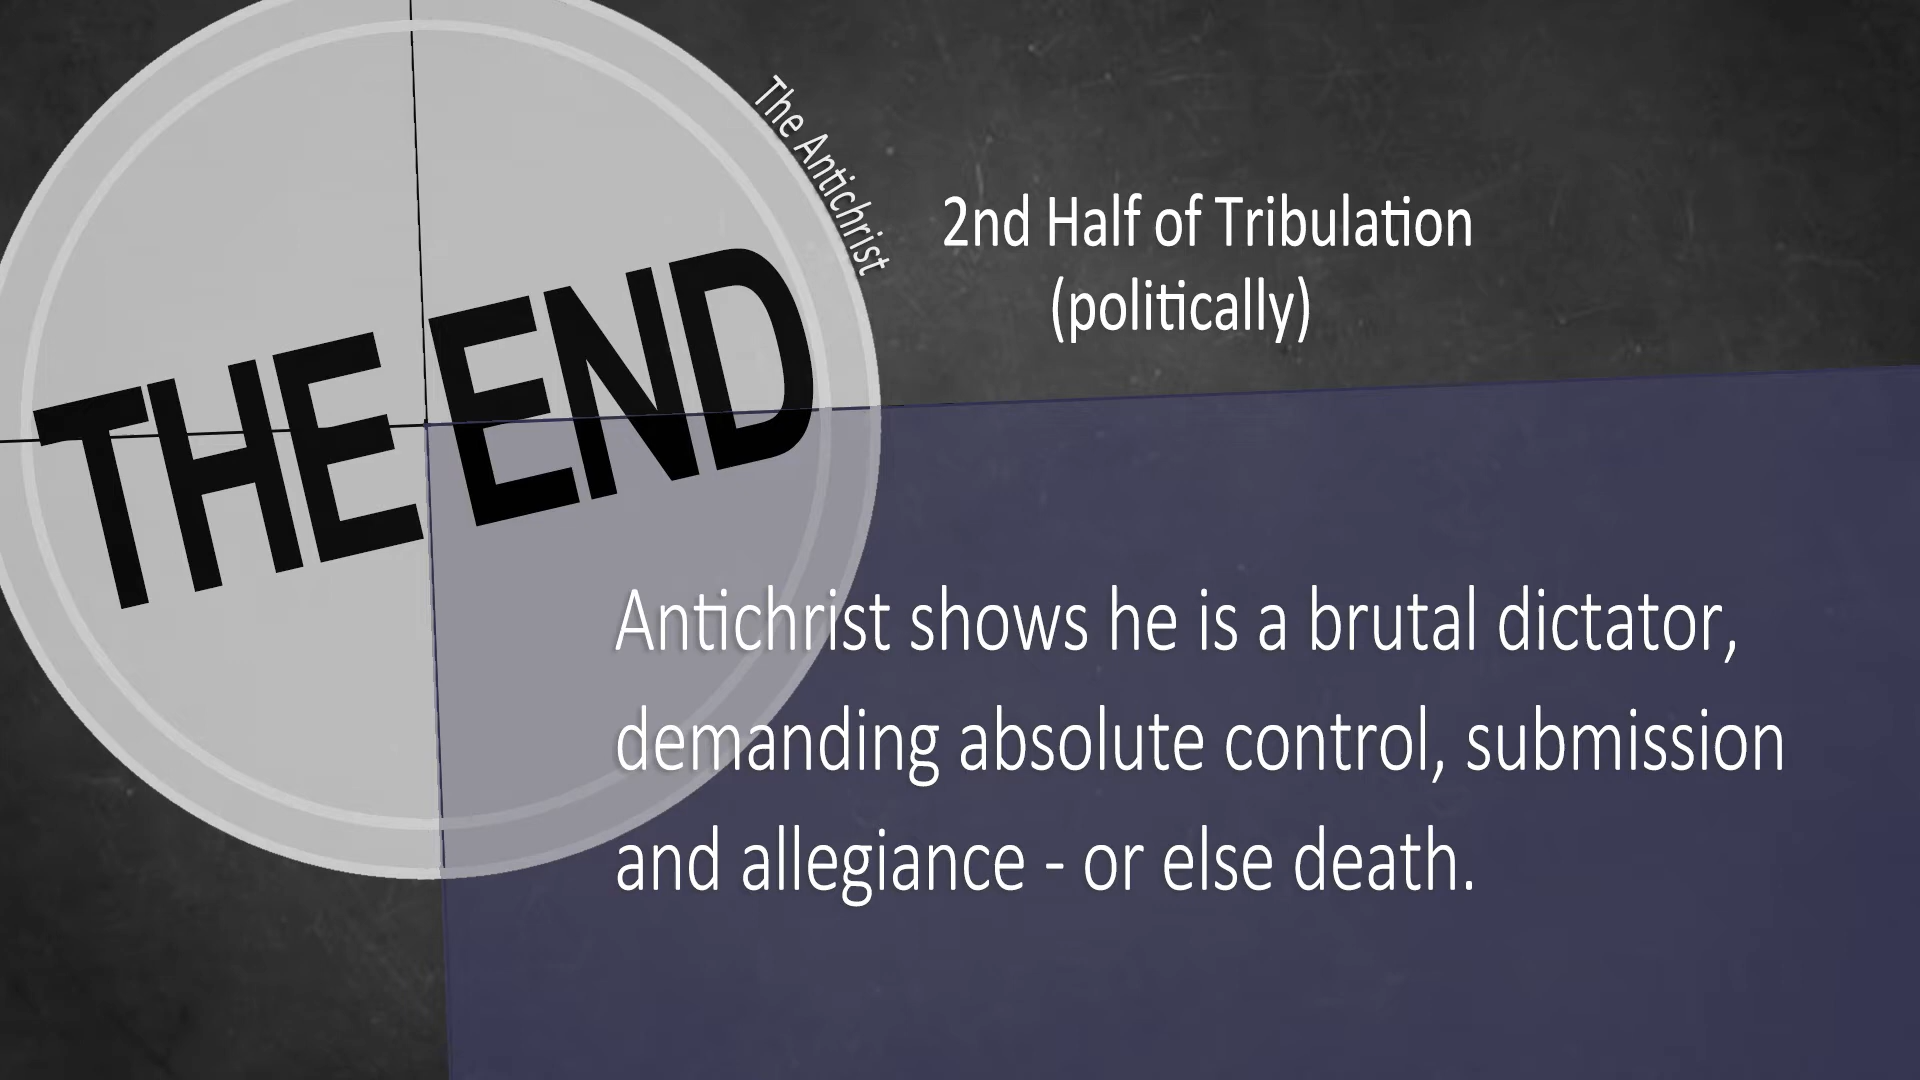 THE END
The Antichrist
2nd Half of Tribulation
(politically)
Antichrist shows he is a brutal dictator,
demanding absolute control, submission
and allegiance - or else death.